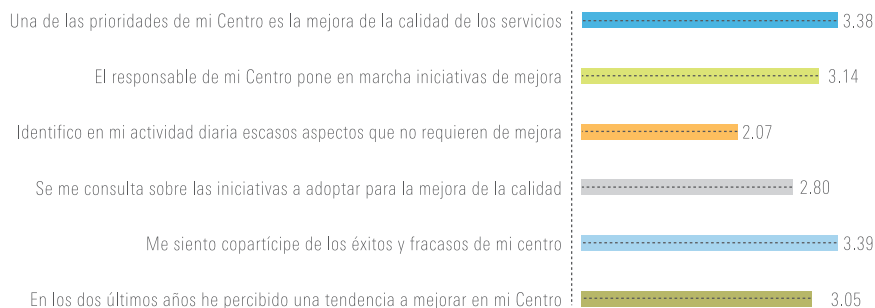 Una de las prioridades de mi Centro es la mejora de la calidad de los servicios 3.38
El responsable de mi Centro pone en marcha iniciativas de mejora 3.14
Identifico en mi actividad diaria escasos aspectos que no requieren de mejora 2.07
Se me consulta sobre las iniciativas a adoptar para la mejora de la calidad 2.80
Me siento copartícipe de los éxitos y fracasos de mi centro 3.39
En los dos últimos años he percibido una tendencia a mejorar en mi Centro 3.05